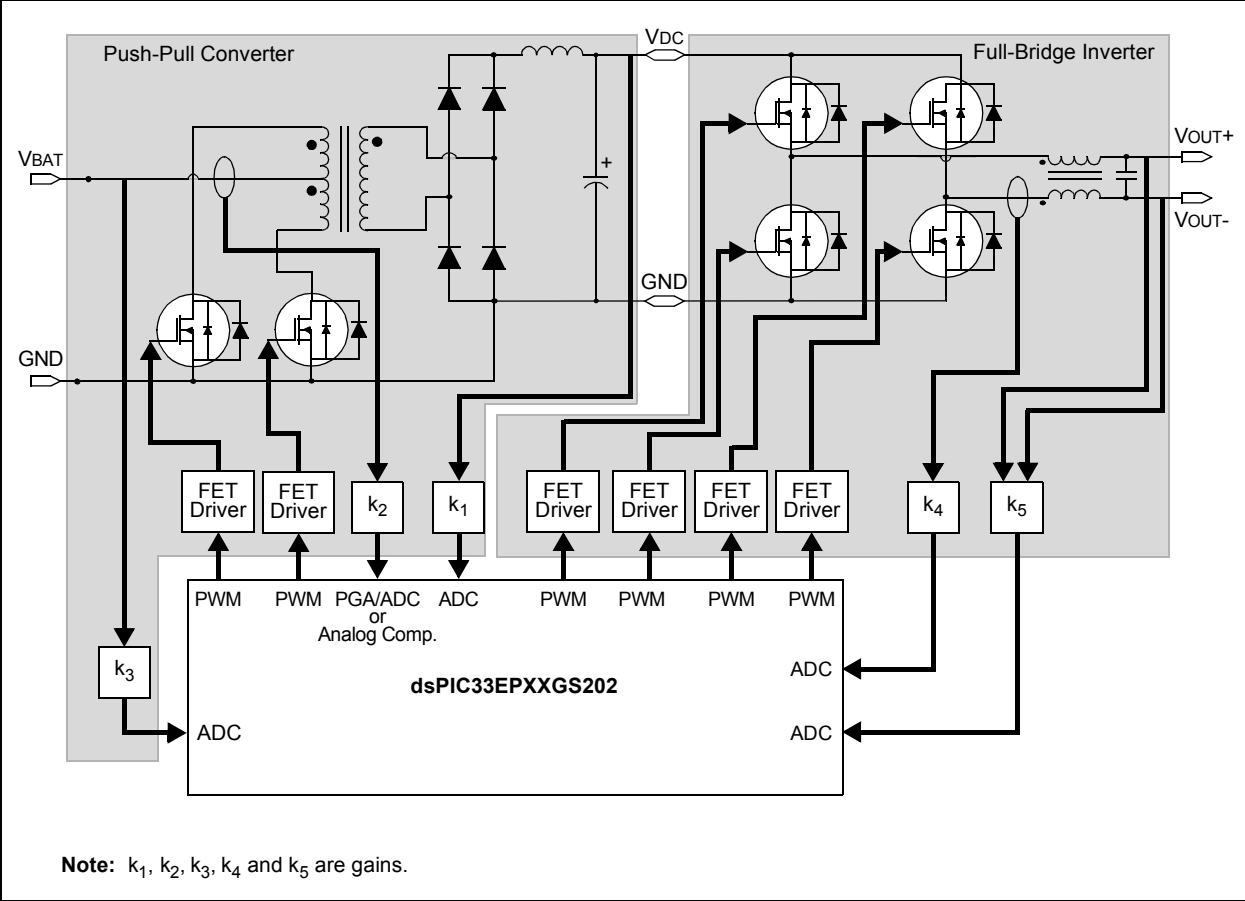 Push-Pull Converter
VDC
Full-Bridge Inverter
VBAT
VOUT+
VOUT-
GND
GND
FET
Driver
FET
Driver
k2
k1
FET
Driver
FET
Driver
FET
Driver
FET
Driver
k4
k5
PWM
PWM
PGA/ADC
or
Analog Comp.
ADC
PWM
PWM
PWM
PWM
k3
ADC
dsPIC33EPXXGS202
ADC
ADC
+
Note: k1, k2, k3, k4 and k5 are gains.